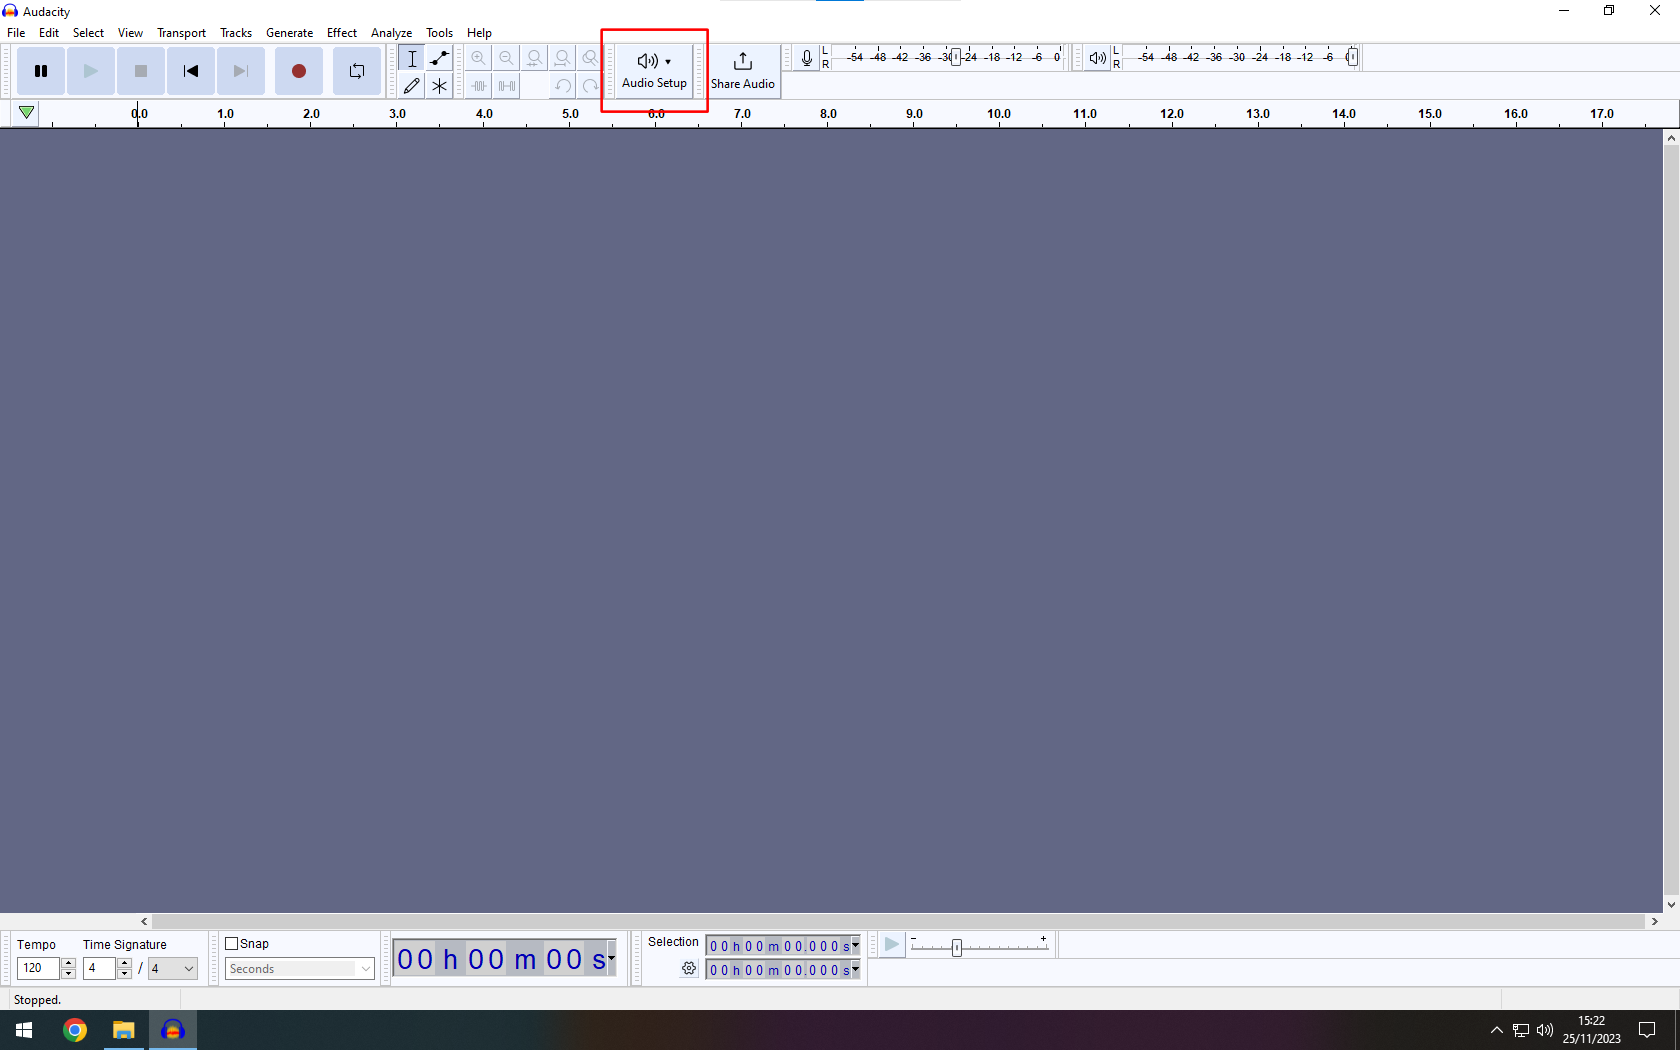 Audacity
File Edit Select View Transport Tracks Generate Effect Analyze Tools Help
Audio Setup
Share Audio
L
R
-54 -48 -42 -36 -30 -24 -18 -12 -6 0
L
R
-54 -48 -42 -36 -30 -24 -18 -12 -6 0
0.0 1.0 2.0 3.0 4.0 5.0 6.0 7.0 8.0 9.0 10.0 11.0 12.0 13.0 14.0 15.0 16.0 17.0
Tempo
120
Time Signature
4 / 4
Snap
Seconds
00 h 00 m 00 s
Selection
00 h 00 m 00.000 s
00 h 00 m 00.000 s
- +
Stopped.
15:22
25/11/2023